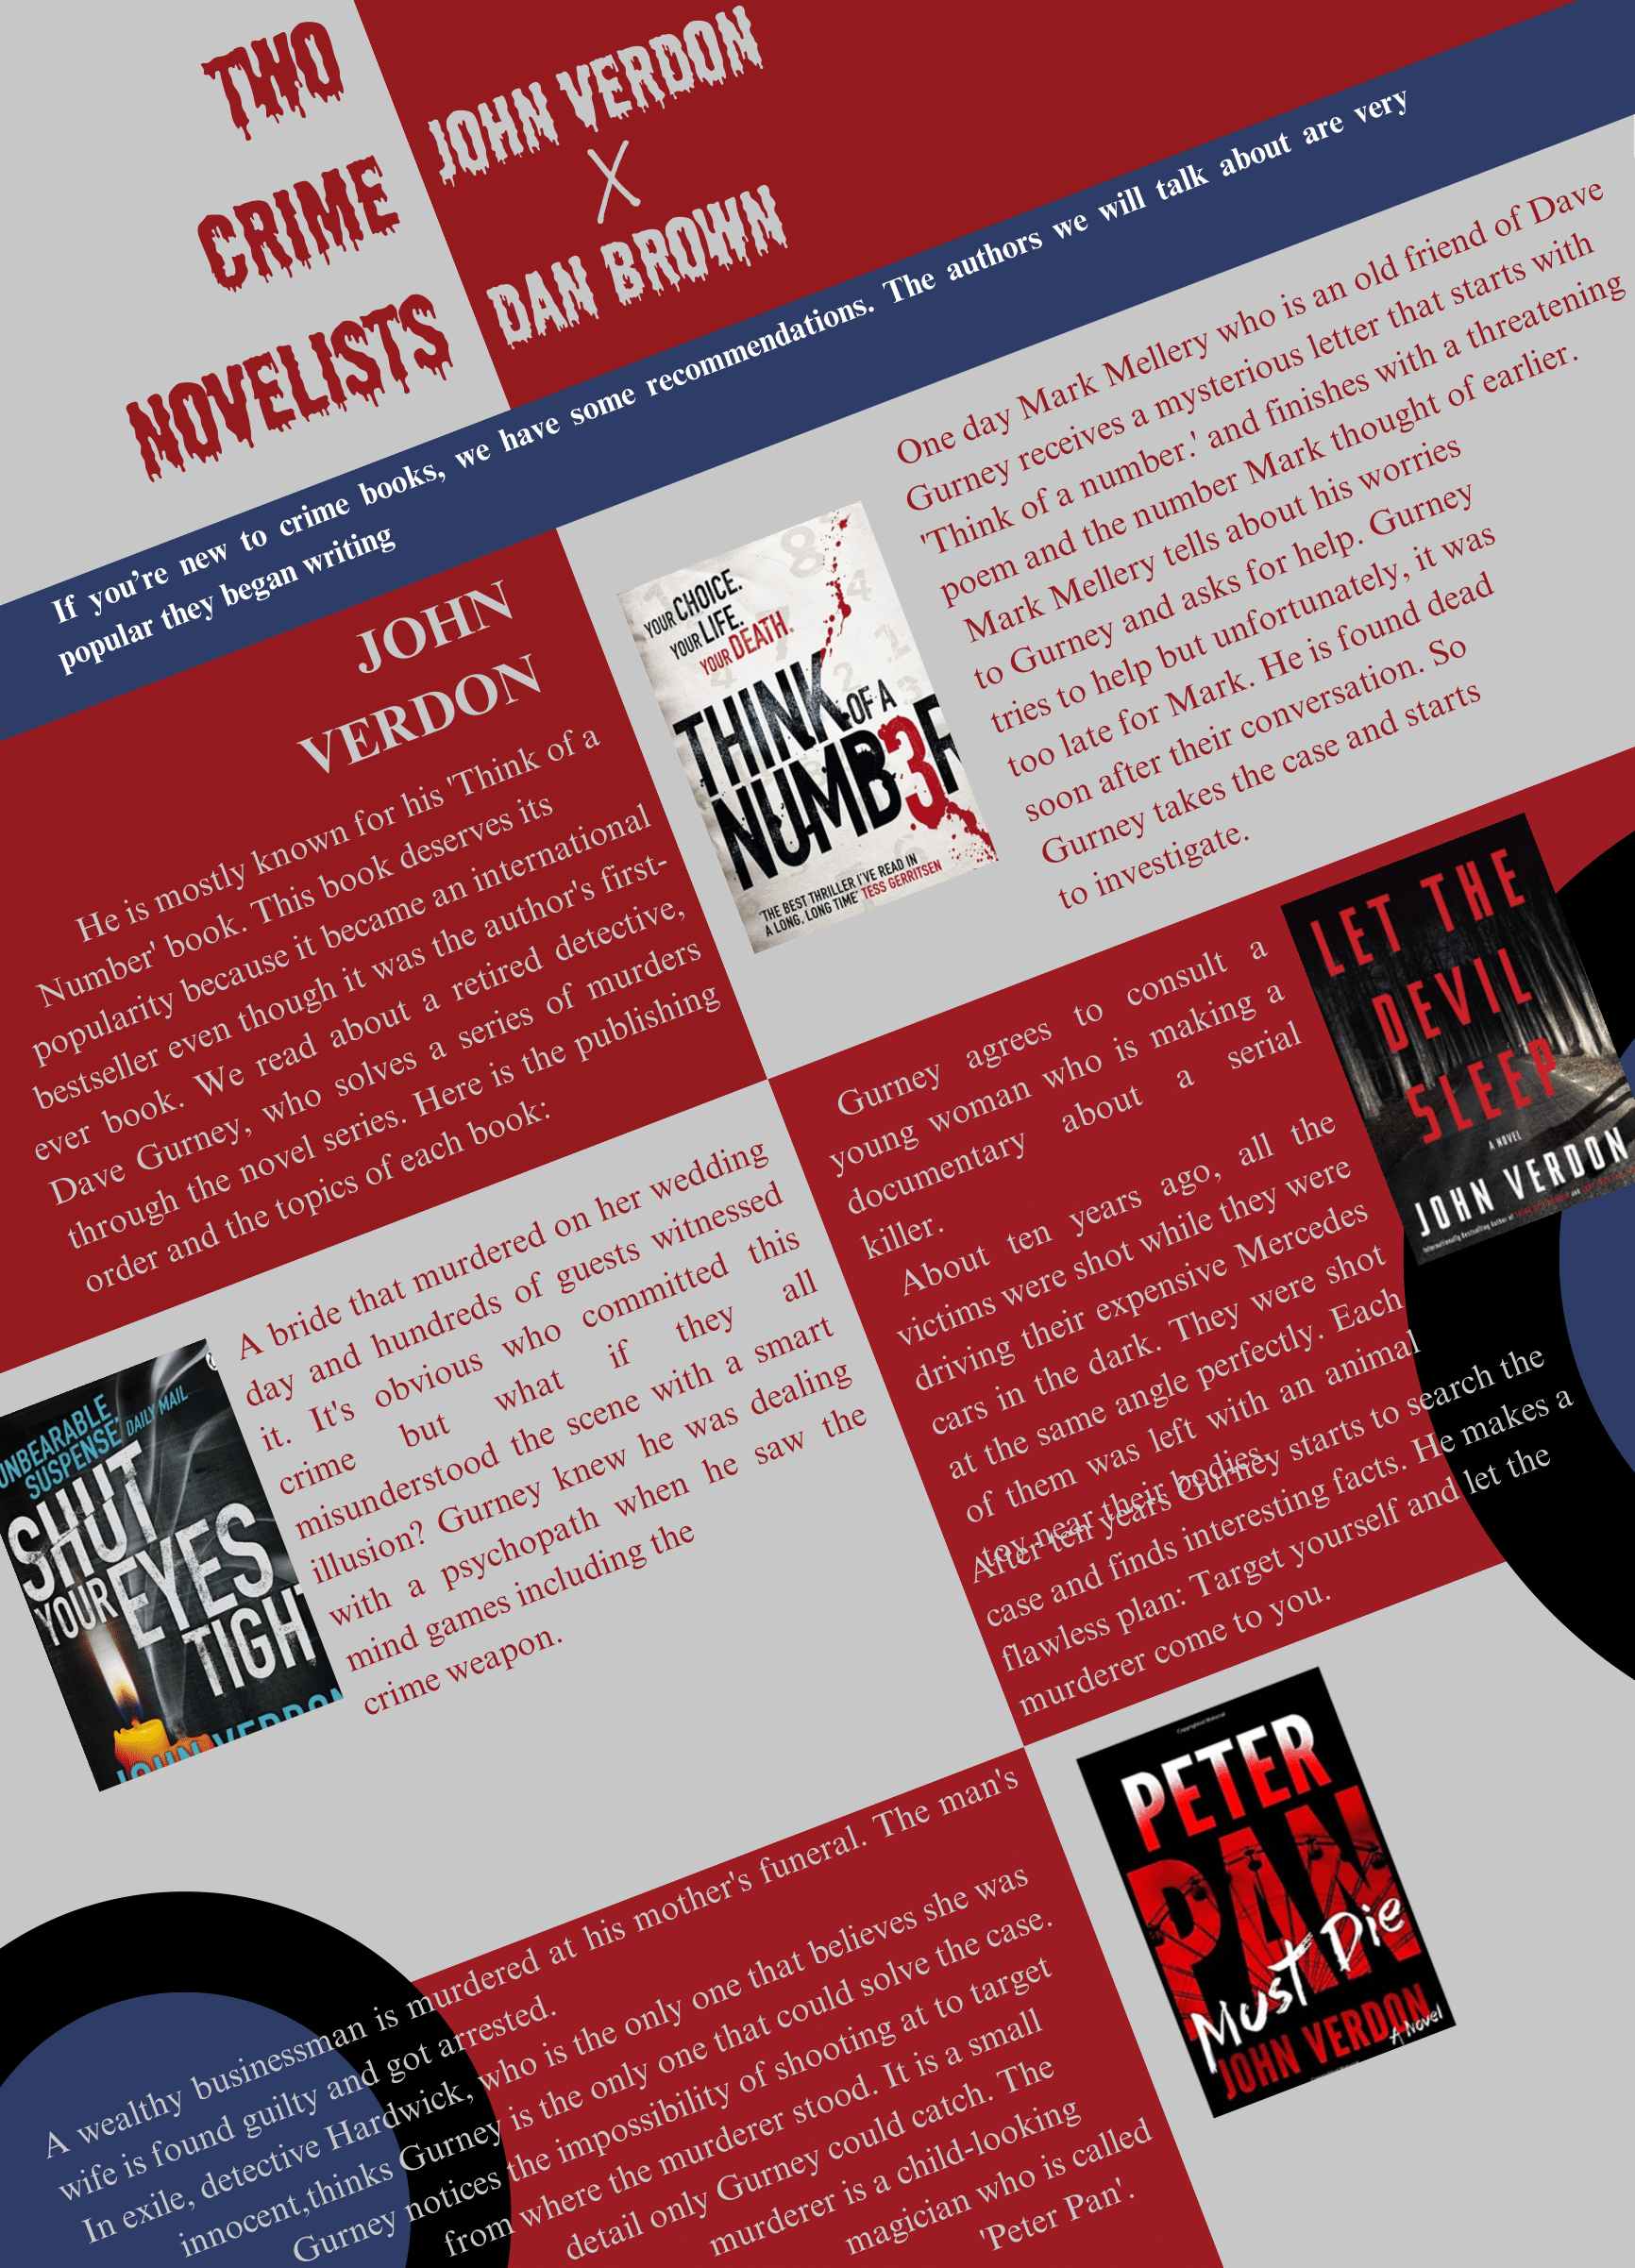 TWO
CRIME
NOVELISTS
JOHN VERDON
X
DAN BROWN
If you’re new to crime books, we have some recommendations. The authors we will talk about are very
popular they began writing
JOHN
VERDON
He is mostly known for his 'Think of a
Number' book. This book deserves its
popularity because it became an international
bestseller even though it was the author's first-
ever book. We read about a retired detective,
Dave Gurney, who solves a series of murders
through the novel series. Here is the publishing
order and the topics of each book:
YOUR CHOICE.
YOUR LIFE.
YOUR DEATH.
THINK OF A
NUMB3R
'THE BEST THRILLER I'VE READ IN
A LONG, LONG TIME' TESS GERRITSEN
One day Mark Mellery who is an old friend of Dave
Gurney receives a mysterious letter that starts with
'Think of a number.' and finishes with a threatening
poem and the number Mark thought of earlier.
Mark Mellery tells about his worries
to Gurney and asks for help. Gurney
tries to help but unfortunately, it was
too late for Mark. He is found dead
soon after their conversation. So
Gurney takes the case and starts
to investigate.
UNBEARABLE
SUSPENSE' DAILY MAIL
SHUT
YOUR EYES
TIGHT
JOHN VERDON
A bride that murdered on her wedding
day and hundreds of guests witnessed
it. It's obvious who committed this
crime but what if they all
misunderstood the scene with a smart
illusion? Gurney knew he was dealing
with a psychopath when he saw the
mind games including the
crime weapon.
Gurney agrees to consult a
young woman who is making a
documentary about a serial
killer.
About ten years ago, all the
victims were shot while they were
driving their expensive Mercedes
cars in the dark. They were shot
at the same angle perfectly. Each
of them was left with an animal
toy near their bodies.
After ten years Gurney starts to search the
case and finds interesting facts. He makes a
flawless plan: Target yourself and let the
murderer come to you.
LET THE
DEVIL
SLEEP
A NOVEL
JOHN VERDON
A wealthy businessman is murdered at his mother's funeral. The man's
wife is found guilty and got arrested.
In exile, detective Hardwick, who is the only one that believes she was
innocent,thinks Gurney is the only one that could solve the case.
Gurney notices the impossibility of shooting at to target
from where the murderer stood. It is a small
detail only Gurney could catch. The
murderer is a child-looking
magician who is called
'Peter Pan'.
PETER
PAN
Must Die
JOHN VERDON
A Novel